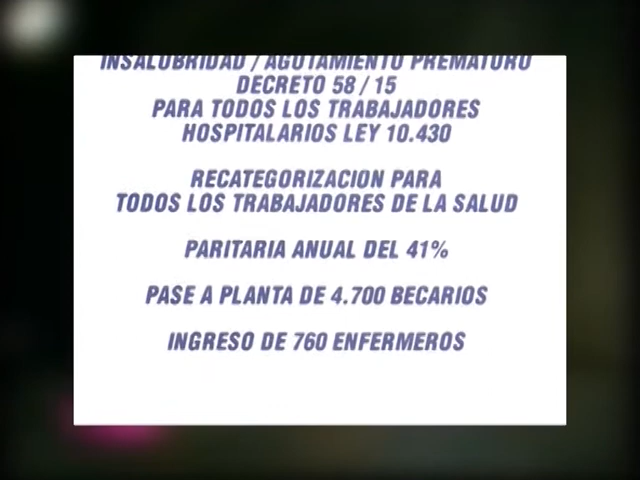 INSALUBRIDAD / AGOTAMIENTO PREMATURO
DECRETO 58 / 15
PARA TODOS LOS TRABAJADORES
HOSPITALARIOS LEY 10.430
RECATEGORIZACION PARA
TODOS LOS TRABAJADORES DE LA SALUD
PARITARIA ANUAL DEL 41%
PASE A PLANTA DE 4.700 BECARIOS
INGRESO DE 760 ENFERMEROS